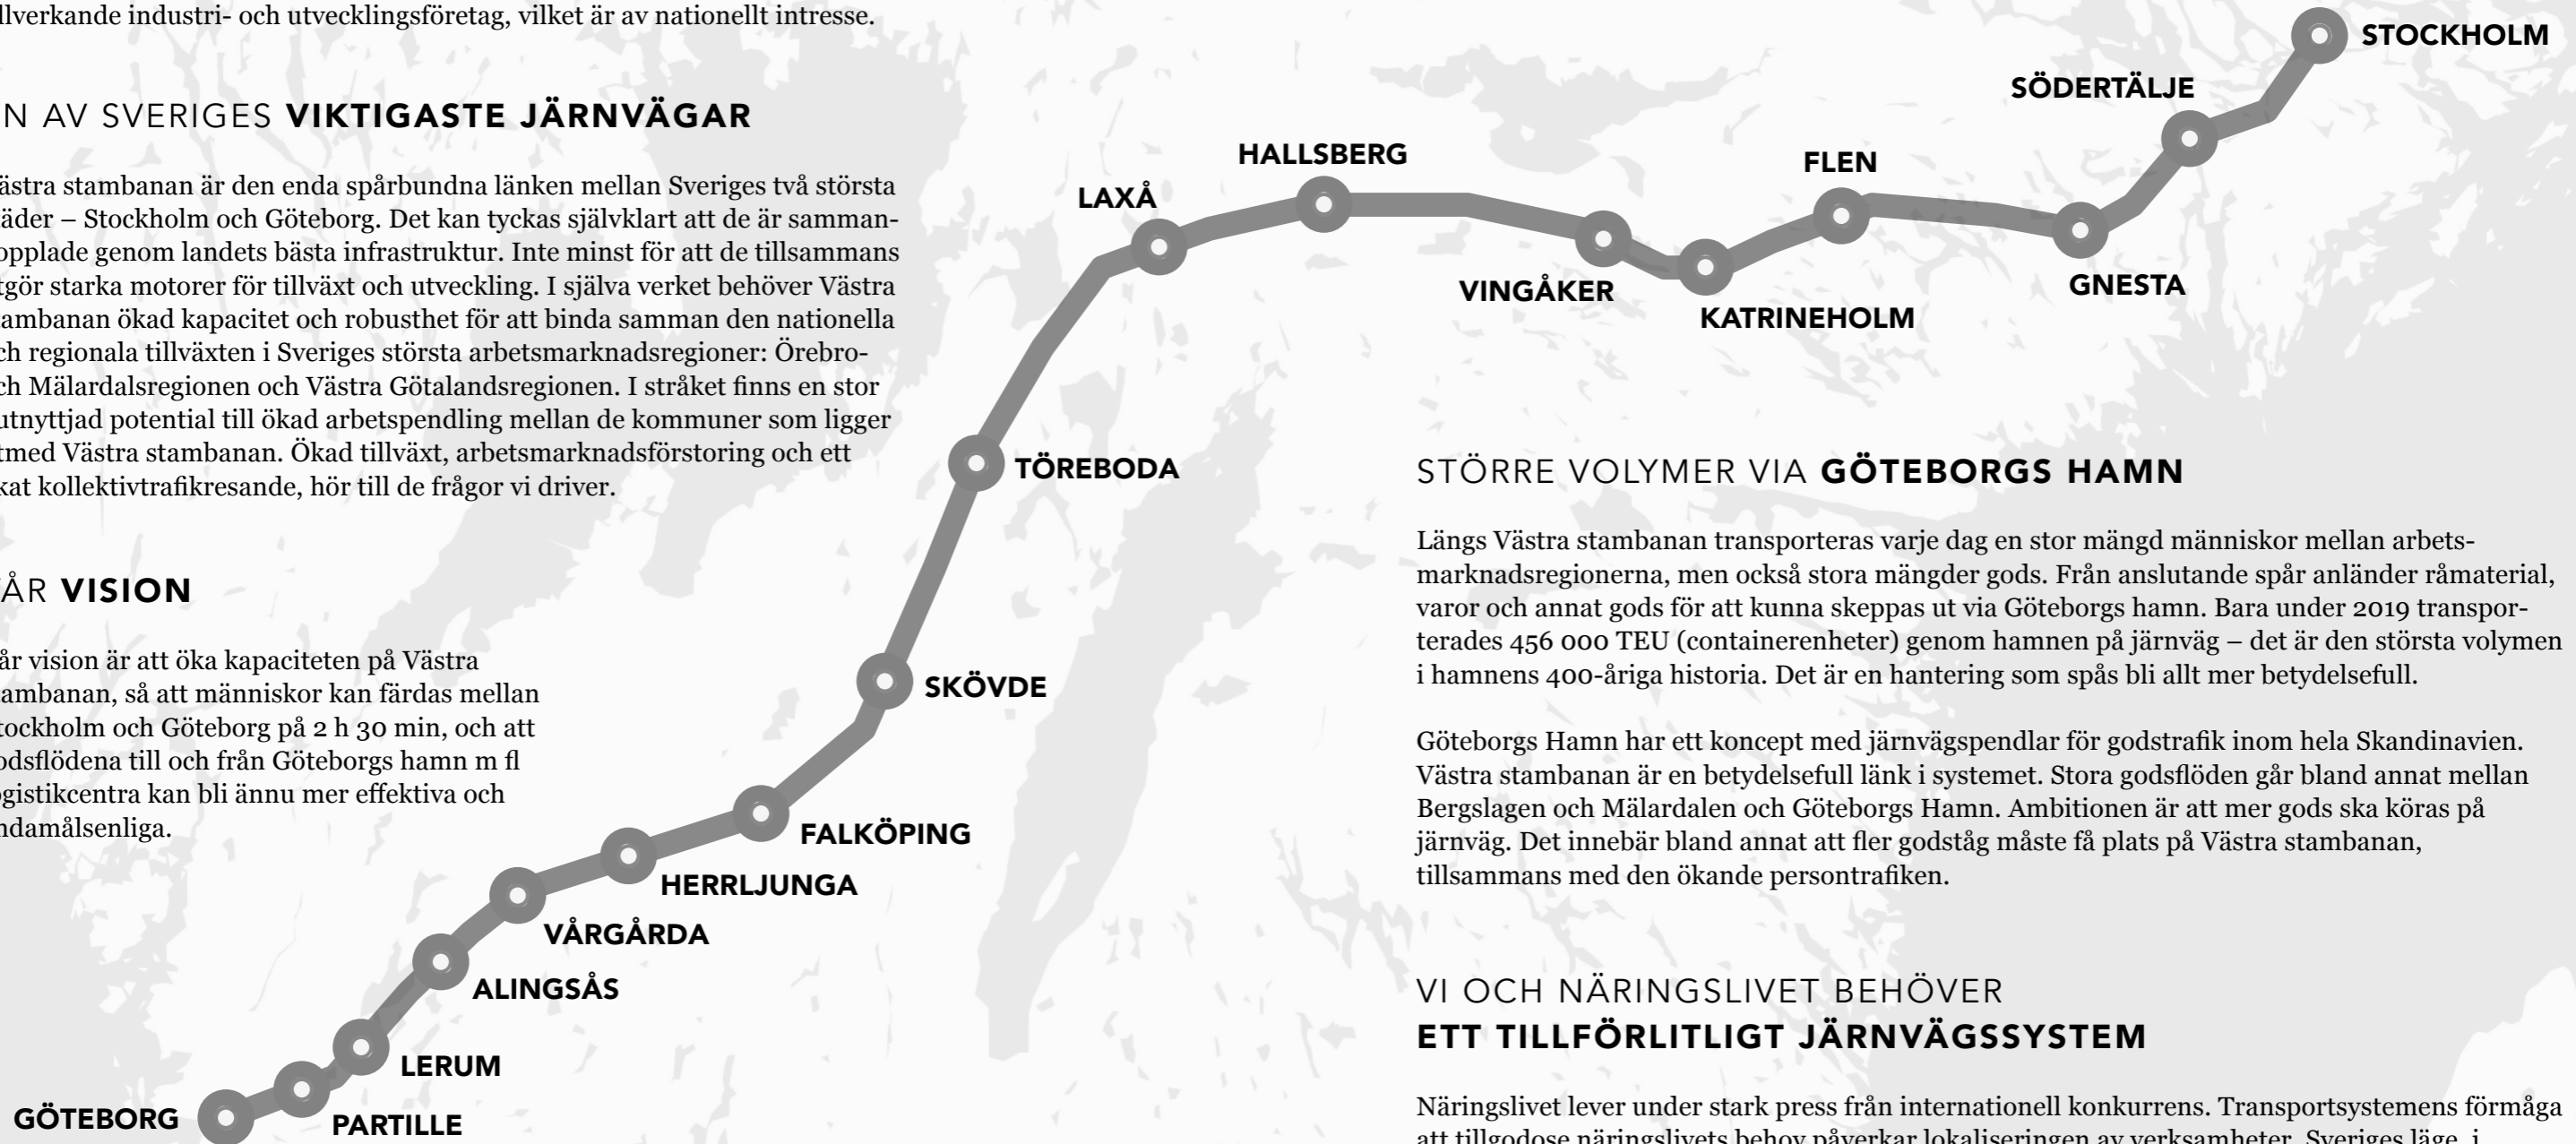 llverkande industri- och utvecklingsföretag, vilket är av nationellt intresse.
N AV SVERIGES VIKTIGASTE JÄRNVÄGAR
ästra stambanan är den enda spårbundna länken mellan Sveriges två största
äder – Stockholm och Göteborg. Det kan tyckas självklart att de är samman-
opplade genom landets bästa infrastruktur. Inte minst för att de tillsammans
tgör starka motorer för tillväxt och utveckling. I själva verket behöver Västra
tambanan ökad kapacitet och robusthet för att binda samman den nationella
ch regionala tillväxten i Sveriges största arbetsmarknadsregioner: Örebro-
ch Mälardalsregionen och Västra Götalandsregionen. I stråket finns en stor
utnyttjad potential till ökad arbetspendling mellan de kommuner som ligger
tmed Västra stambanan. Ökad tillväxt, arbetsmarknadsförstoring och ett
kat kollektivtrafikresande, hör till de frågor vi driver.
ÅR VISION
år vision är att öka kapaciteten på Västra
tambanan, så att människor kan färdas mellan
tockholm och Göteborg på 2 h 30 min, och att
odsflödena till och från Göteborgs hamn m fl
ogistikcentra kan bli ännu mer effektiva och
ndamålsenliga.
STOCKHOLM
SÖDERTÄLJE
GNESTA
FLEN
KATRINEHOLM
VINGÅKER
HALLSBERG
LAXÅ
TÖREBODA
SKÖVDE
FALKÖPING
HERRLJUNGA
VÅRGÅRDA
ALINGSÅS
LERUM
PARTILLE
GÖTEBORG
STÖRRE VOLYMER VIA GÖTEBORGS HAMN
Längs Västra stambanan transporteras varje dag en stor mängd människor mellan arbets-
marknadsregionerna, men också stora mängder gods. Från anslutande spår anländer råmaterial,
varor och annat gods för att kunna skeppas ut via Göteborgs hamn. Bara under 2019 transpor-
terades 456 000 TEU (containerenheter) genom hamnen på järnväg – det är den största volymen
i hamnens 400-åriga historia. Det är en hantering som spås bli allt mer betydelsefull.
Göteborgs Hamn har ett koncept med järnvägspendlar för godstrafik inom hela Skandinavien.
Västra stambanan är en betydelsefull länk i systemet. Stora godsflöden går bland annat mellan
Bergslagen och Mälardalen och Göteborgs Hamn. Ambitionen är att mer gods ska köras på
järnväg. Det innebär bland annat att fler godståg måste få plats på Västra stambanan,
tillsammans med den ökande persontrafiken.
VI OCH NÄRINGSLIVET BEHÖVER
ETT TILLFÖRLITLIGT JÄRNVÄGSSYSTEM
Näringslivet lever under stark press från internationell konkurrens. Transportsystemens förmåga
att tillgodose näringslivets behov påverkar lokaliseringen av verksamheter. Sveriges läge, i